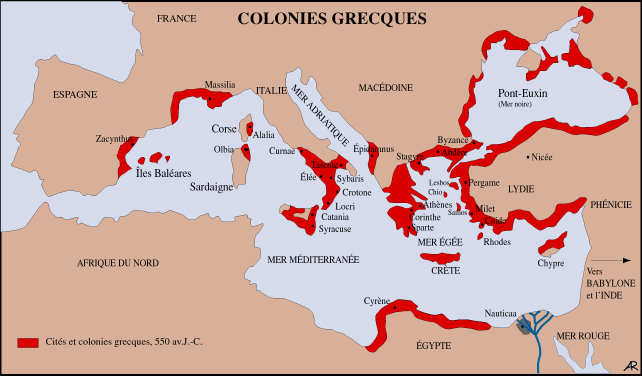 COLONIES GRECQUES
FRANCE
ESPAGNE
Massilia
ITALIE
MER ADRIATIQUE
MACÉDOINE
Pont-Euxin
(Mer noire)
Zacynthus
Corse
Alalia
Olbia
Îles Baléares
Sardaigne
Cumae
Tarente
Élée
Sybaris
Crotone
Locri
Catania
Syracuse
Épidamnus
Stagyre
Byzance
Abdère
Nicée
Lesbos
Chio
Pergame
LYDIE
Athènes
Samos
Milet
Corinthe
Sparte
PHÉNICIE
MER ÉGÉE
Rhodes
CRÈTE
Chypre
MER MÉDITERRANÉE
AFRIQUE DU NORD
Vers
BABYLONE
et l'INDE
Cyrène
Nauticaa
ÉGYPTE
MER ROUGE
Cités et colonies grecques, 550 av.J.-C.
AR